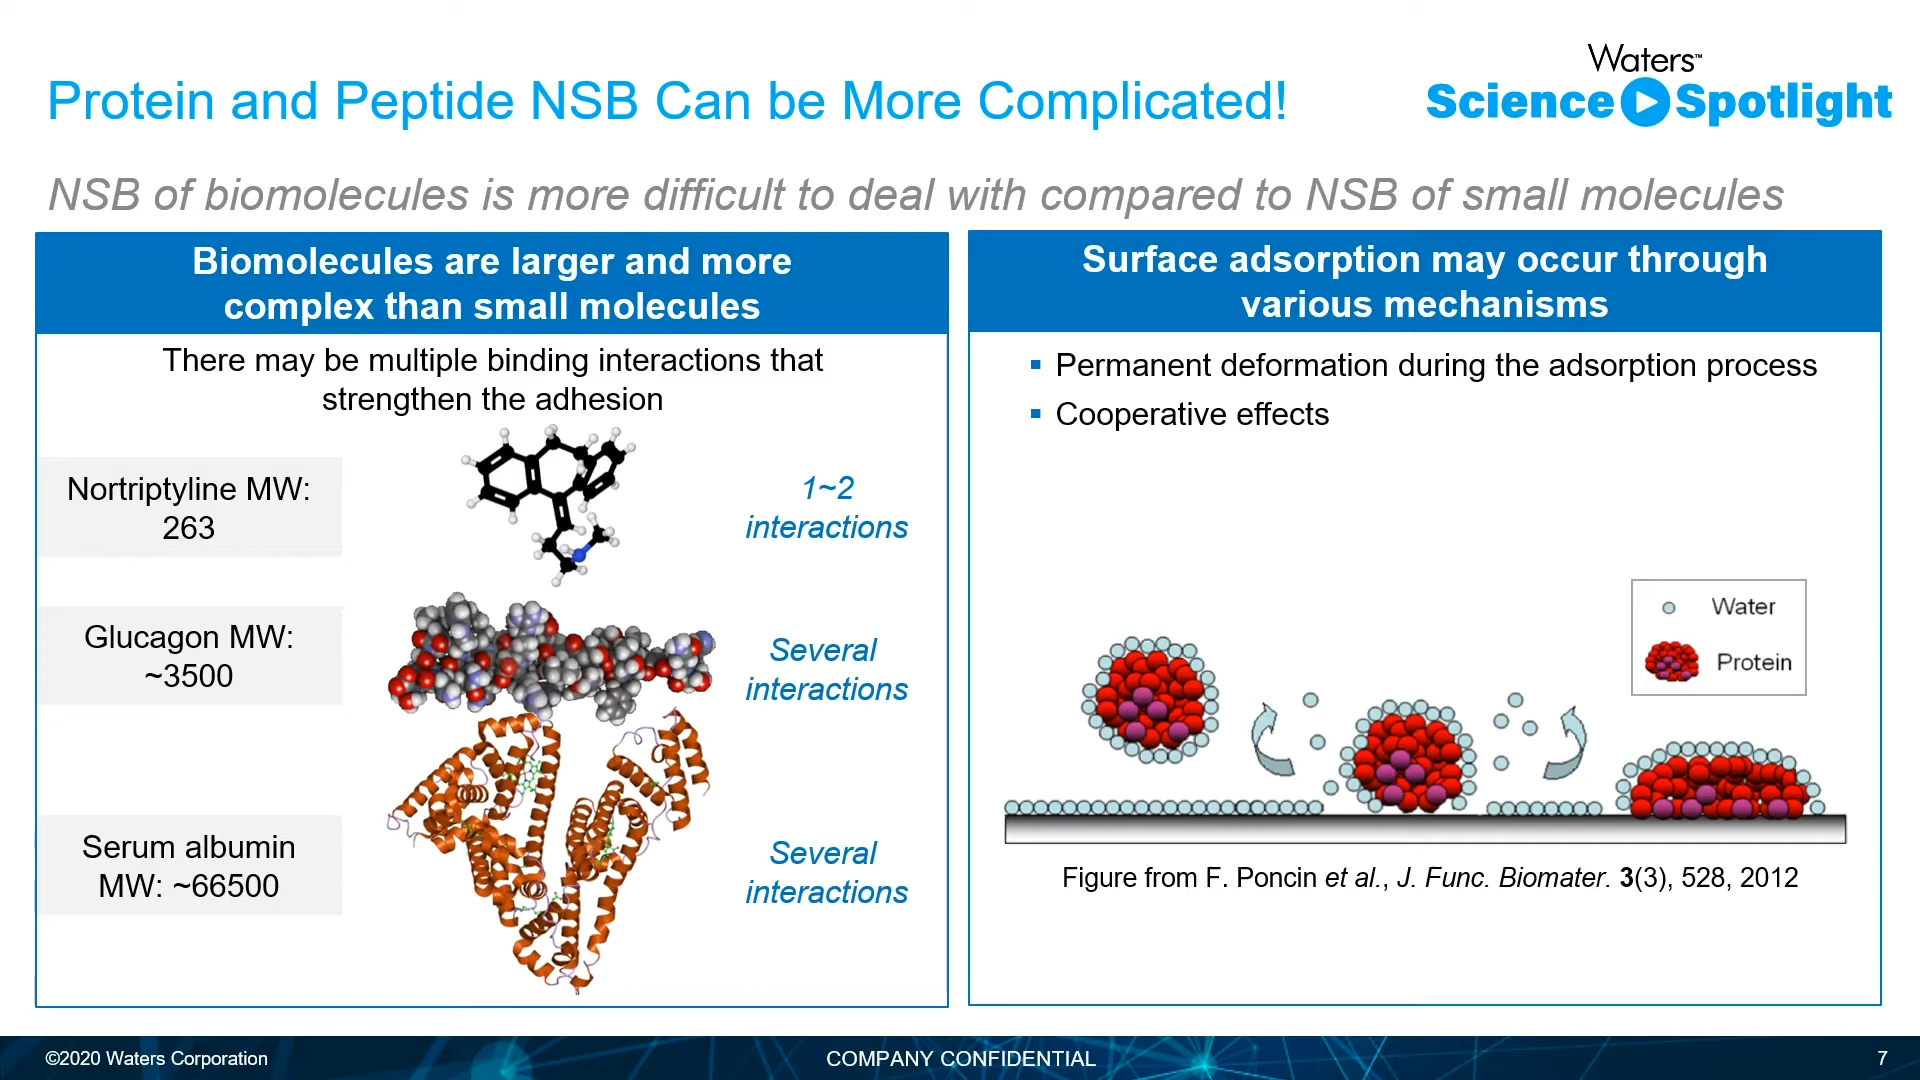 Waters™
Science Spotlight
Protein and Peptide NSB Can be More Complicated!
NSB of biomolecules is more difficult to deal with compared to NSB of small molecules
Biomolecules are larger and more
complex than small molecules
There may be multiple binding interactions that
strengthen the adhesion
Nortriptyline MW:
263
1~2
interactions
Glucagon MW:
~3500
Several
interactions
Serum albumin
MW: ~66500
Several
interactions
Surface adsorption may occur through
various mechanisms
▪ Permanent deformation during the adsorption process
▪ Cooperative effects
Water
Protein
Figure from F. Poncin et al., J. Func. Biomater. 3(3), 528, 2012
©2020 Waters Corporation
COMPANY CONFIDENTIAL
7